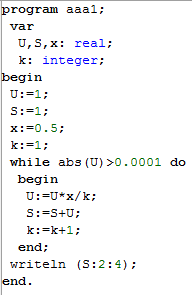 program aaa1;
var
U,S,x: real;
k: integer;
begin
U:=1;
S:=1;
x:=0.5;
k:=1;
while abs(U)>0.0001 do
begin
U:=U*x/k;
S:=S+U;
k:=k+1;
end;
writeln (S:2:4);
end.